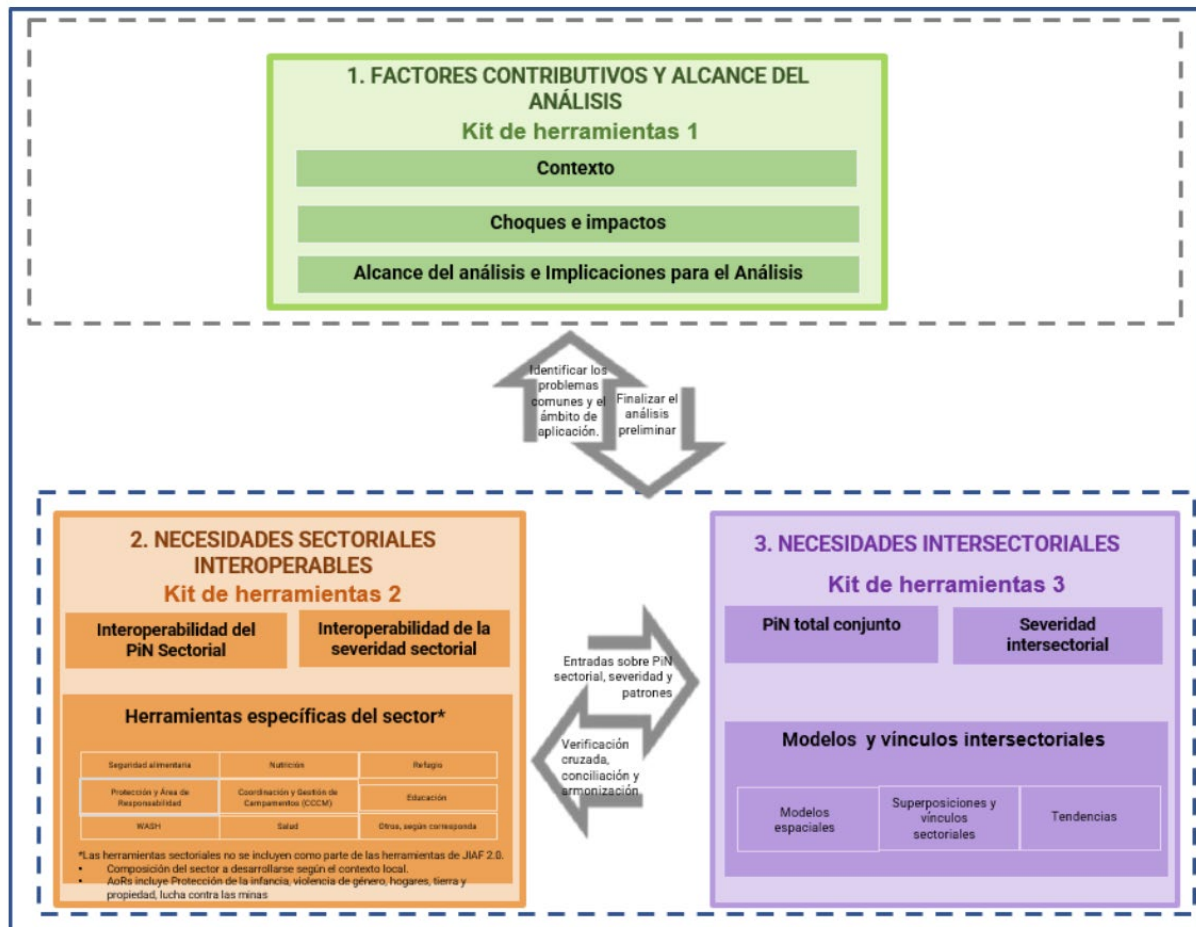 1. FACTORES CONTRIBUTIVOS Y ALCANCE DEL
ANÁLISIS
Kit de herramientas 1
Contexto
Choques e impactos
Alcance del análisis e Implicaciones para el Análisis
Identificar los
problemas
comunes y el
ámbito de
aplicación.
Finalizar el
análisis
preliminar
2. NECESIDADES SECTORIALES
INTEROPERABLES
Kit de herramientas 2
Interoperabilidad del
PiN Sectorial
Interoperabilidad de la
severidad sectorial
Herramientas específicas del sector*
Seguridad alimentaria
Nutrición
Refugio
Protección y Área de
Responsabilidad
Coordinación y Gestión de
Campamentos (CCCM)
Educación
WASH
Salud
Otros, según corresponda
*Las herramientas sectoriales no se incluyen como parte de las herramientas de JIAF 2.0.
• Composición del sector a desarrollarse según el contexto local.
• AoRs incluye Protección de la infancia, violencia de género, hogares, tierra y
propiedad, lucha contra las minas
Entradas sobre PiN
sectorial, severidad y
patrones
Verificación
cruzada,
conciliación y
armonización
3. NECESIDADES INTERSECTORIALES
Kit de herramientas 3
PiN total conjunto
Severidad
intersectorial
Modelos y vínculos intersectoriales
Modelos
espaciales
Superposiciones y
vínculos
sectoriales
Tendencias